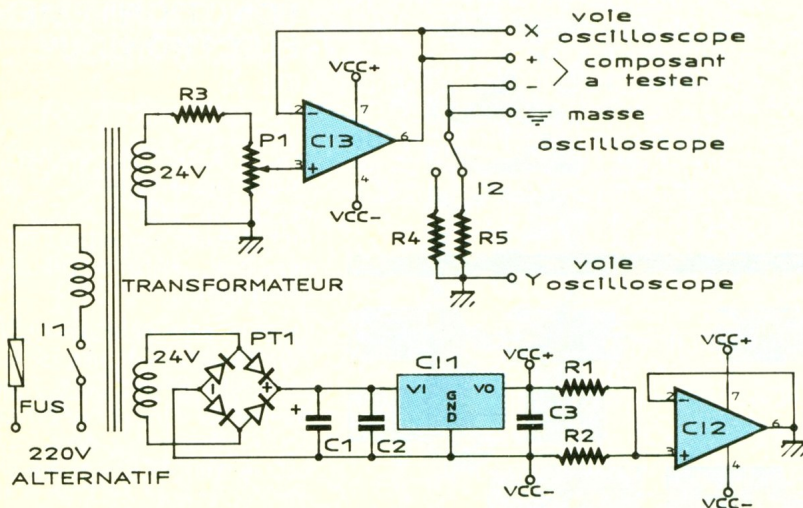 X voie
oscilloscope
+ composant
- a tester
masse
oscilloscope
VCC+
R3
2 -
7
P1
CI3
6
24V
3 +
4
VCC-
I2
R4
R5
Y voie
oscilloscope
TRANSFORMATEUR
I1
FUS
220V
ALTERNATIF
24V
PT1
-
+
+
C1
C2
CI1
VI
VO
GND
VCC+
C3
R1
R2
VCC-
VCC+
2 -
7
CI2
6
3 +
4
VCC-